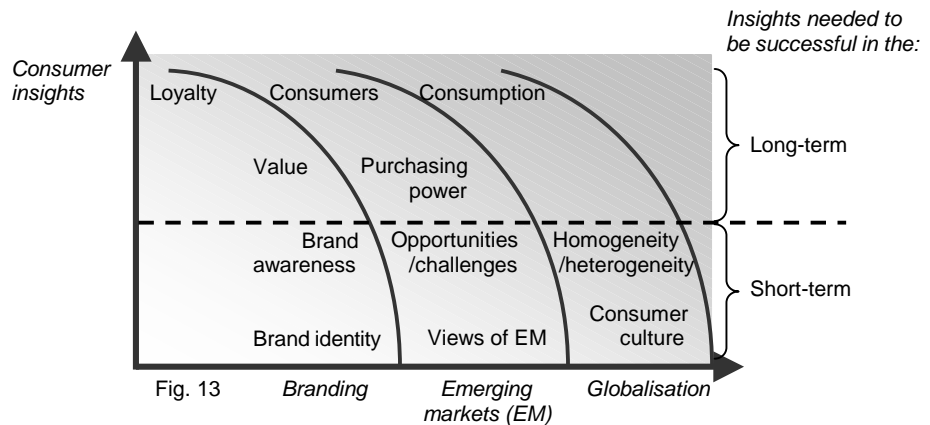 Insights needed to
be successful in the:
Consumer
insights
Loyalty
Consumers
Consumption
Long-term
Value
Purchasing
power
Brand
awareness
Opportunities
/challenges
Homogeneity
/heterogeneity
Short-term
Consumer
culture
Brand identity
Views of EM
Fig. 13
Branding
Emerging
markets (EM)
Globalisation